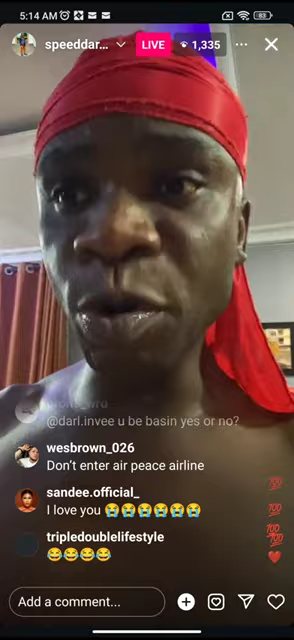 5:14 AM
83
speeddar...
LIVE
1,335
@darl.invee u be basin yes or no?
wesbrown_026
Don't enter air peace airline
sandee.official_
I love you 😭😭😭😭😭😭
tripledoublelifestyle
😂😂😂😂
Add a comment...